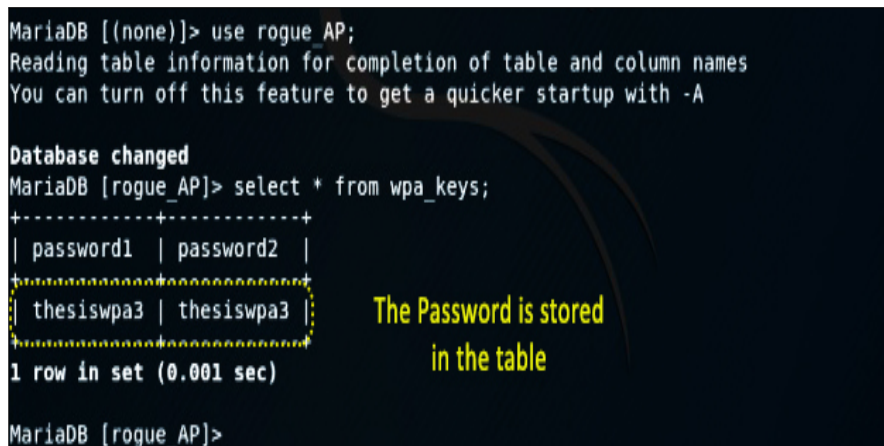 MariaDB [(none)]> use rogue_AP;
Reading table information for completion of table and column names
You can turn off this feature to get a quicker startup with -A
Database changed
MariaDB [rogue_AP]> select * from wpa_keys;
+------------+------------+
| password1 | password2 |
+------------+------------+
| thesiswpa3 | thesiswpa3 |
+------------+------------+
The Password is stored
in the table
1 row in set (0.001 sec)
MariaDB [rogue_AP]>